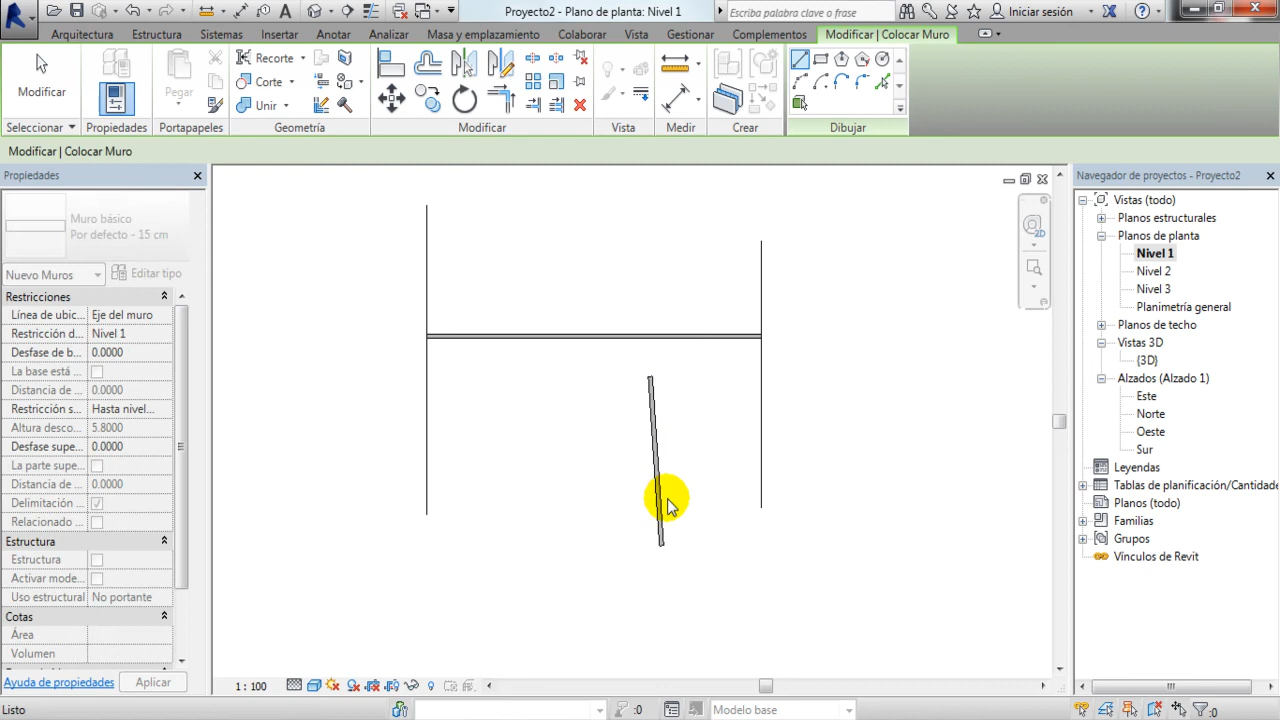 Proyecto2 - Plano de planta: Nivel 1
Escriba palabra clave o frase
Iniciar sesión
Arquitectura
Estructura
Sistemas
Insertar
Anotar
Analizar
Masa y emplazamiento
Colaborar
Vista
Gestionar
Complementos
Modificar | Colocar Muro
Modificar
Pegar
Recorte
Corte
Unir
Seleccionar
Propiedades
Portapapeles
Geometría
Modificar
Vista
Medir
Crear
Dibujar
Modificar | Colocar Muro
Propiedades
Muro básico
Por defecto - 15 cm
Nuevo Muros
Editar tipo
Restricciones
Línea de ubic... Eje del muro
Restricción d... Nivel 1
Desfase de b... 0.0000
La base está ...
Distancia de ... 0.0000
Restricción s... Hasta nivel...
Altura desco... 5.8000
Desfase supe... 0.0000
La parte supe...
Distancia de ... 0.0000
Delimitación ...
Relacionado ...
Estructura
Estructura
Activar mode...
Uso estructural No portante
Cotas
Área
Volumen
Ayuda de propiedades
Aplicar
2D
Navegador de proyectos - Proyecto2
Vistas (todo)
Planos estructurales
Planos de planta
Nivel 1
Nivel 2
Nivel 3
Planimetría general
Planos de techo
Vistas 3D
{3D}
Alzados (Alzado 1)
Este
Norte
Oeste
Sur
Leyendas
Tablas de planificación/Cantidade
Planos (todo)
Familias
Grupos
Vínculos de Revit
1 : 100
Listo
:0
Modelo base
:0